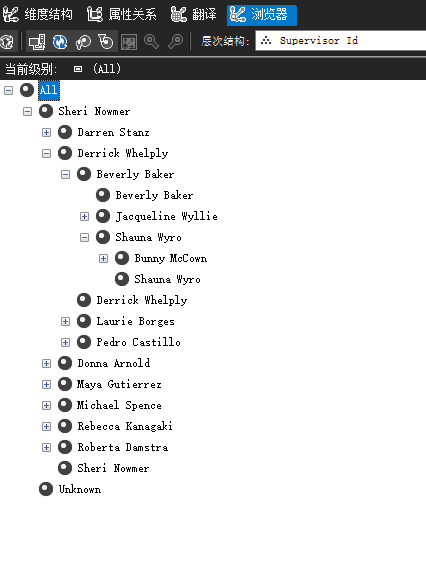 维度结构 属性关系 翻译 浏览器
层次结构: Supervisor Id
当前级别: (All)
All
Sheri Nowmer
Darren Stanz
Derrick Whelply
Beverly Baker
Beverly Baker
Jacqueline Wyllie
Shauna Wyro
Bunny McCown
Shauna Wyro
Derrick Whelply
Laurie Borges
Pedro Castillo
Donna Arnold
Maya Gutierrez
Michael Spence
Rebecca Kanagaki
Roberta Damstra
Sheri Nowmer
Unknown